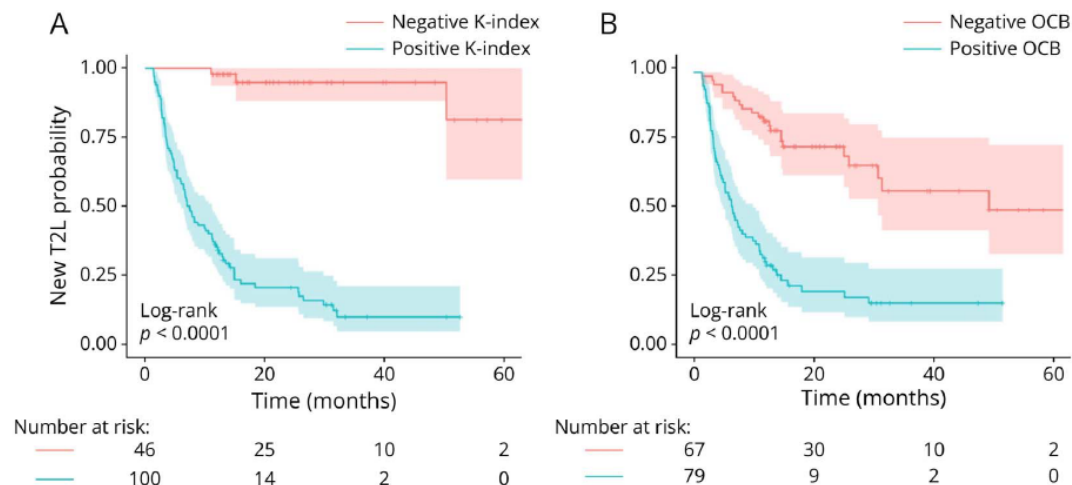 A
Negative K-index
Positive K-index
New T2L probability
1.00
0.75
0.50
0.25
0.00
Log-rank
p < 0.0001
0 20 40 60
Time (months)
Number at risk:
46 25 10 2
100 14 2 0
B
Negative OCB
Positive OCB
1.00
0.75
0.50
0.25
0.00
Log-rank
p < 0.0001
0 20 40 60
Time (months)
Number at risk:
67 30 10 2
79 9 2 0